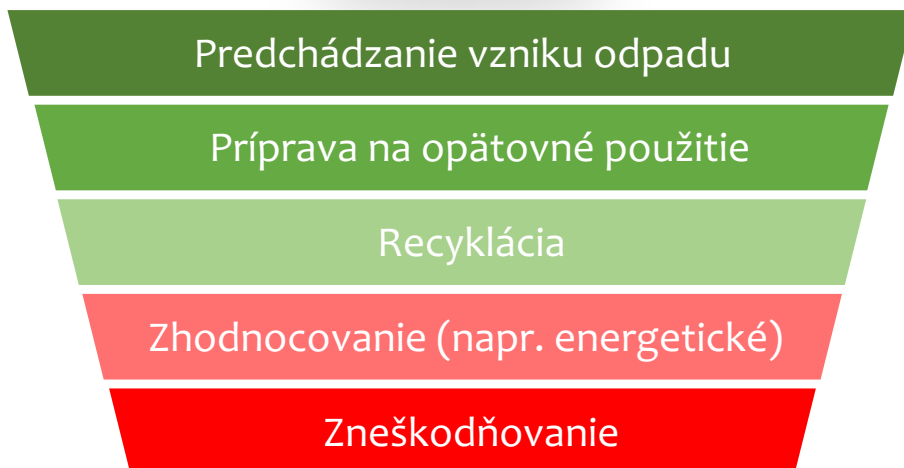 Predchádzanie vzniku odpadu
Príprava na opätovné použitie
Recyklácia
Zhodnocovanie (napr. energetické)
Zneškodňovanie